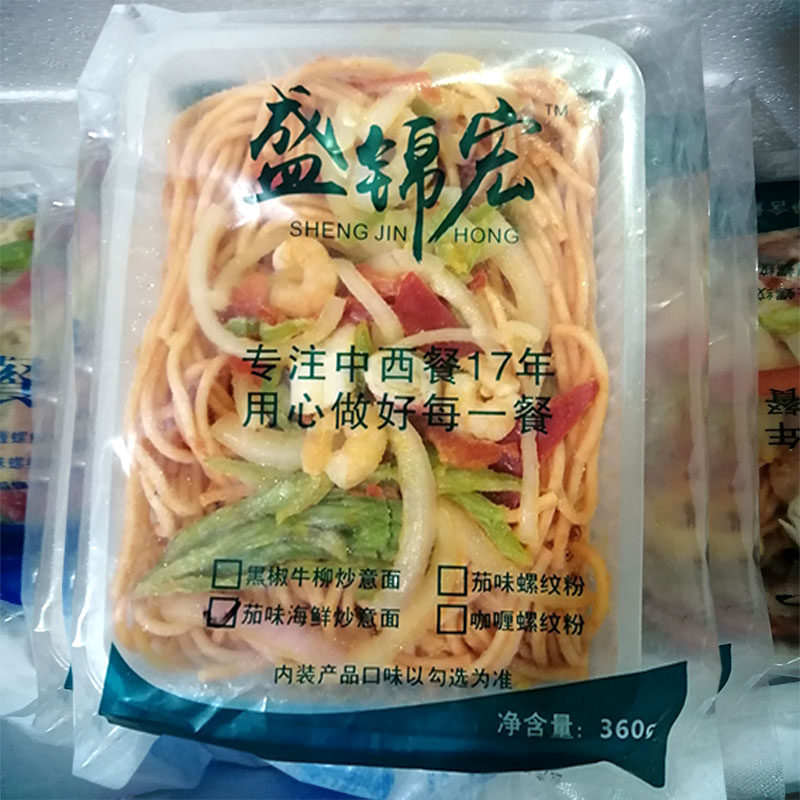 盛锦宏 TM
SHENG JIN HONG
专注中西餐17年
用心做好每一餐
黑椒牛柳炒意面 茄味螺纹粉
茄味海鲜炒意面 咖喱螺纹粉
内装产品口味以勾选为准
净含量：360g